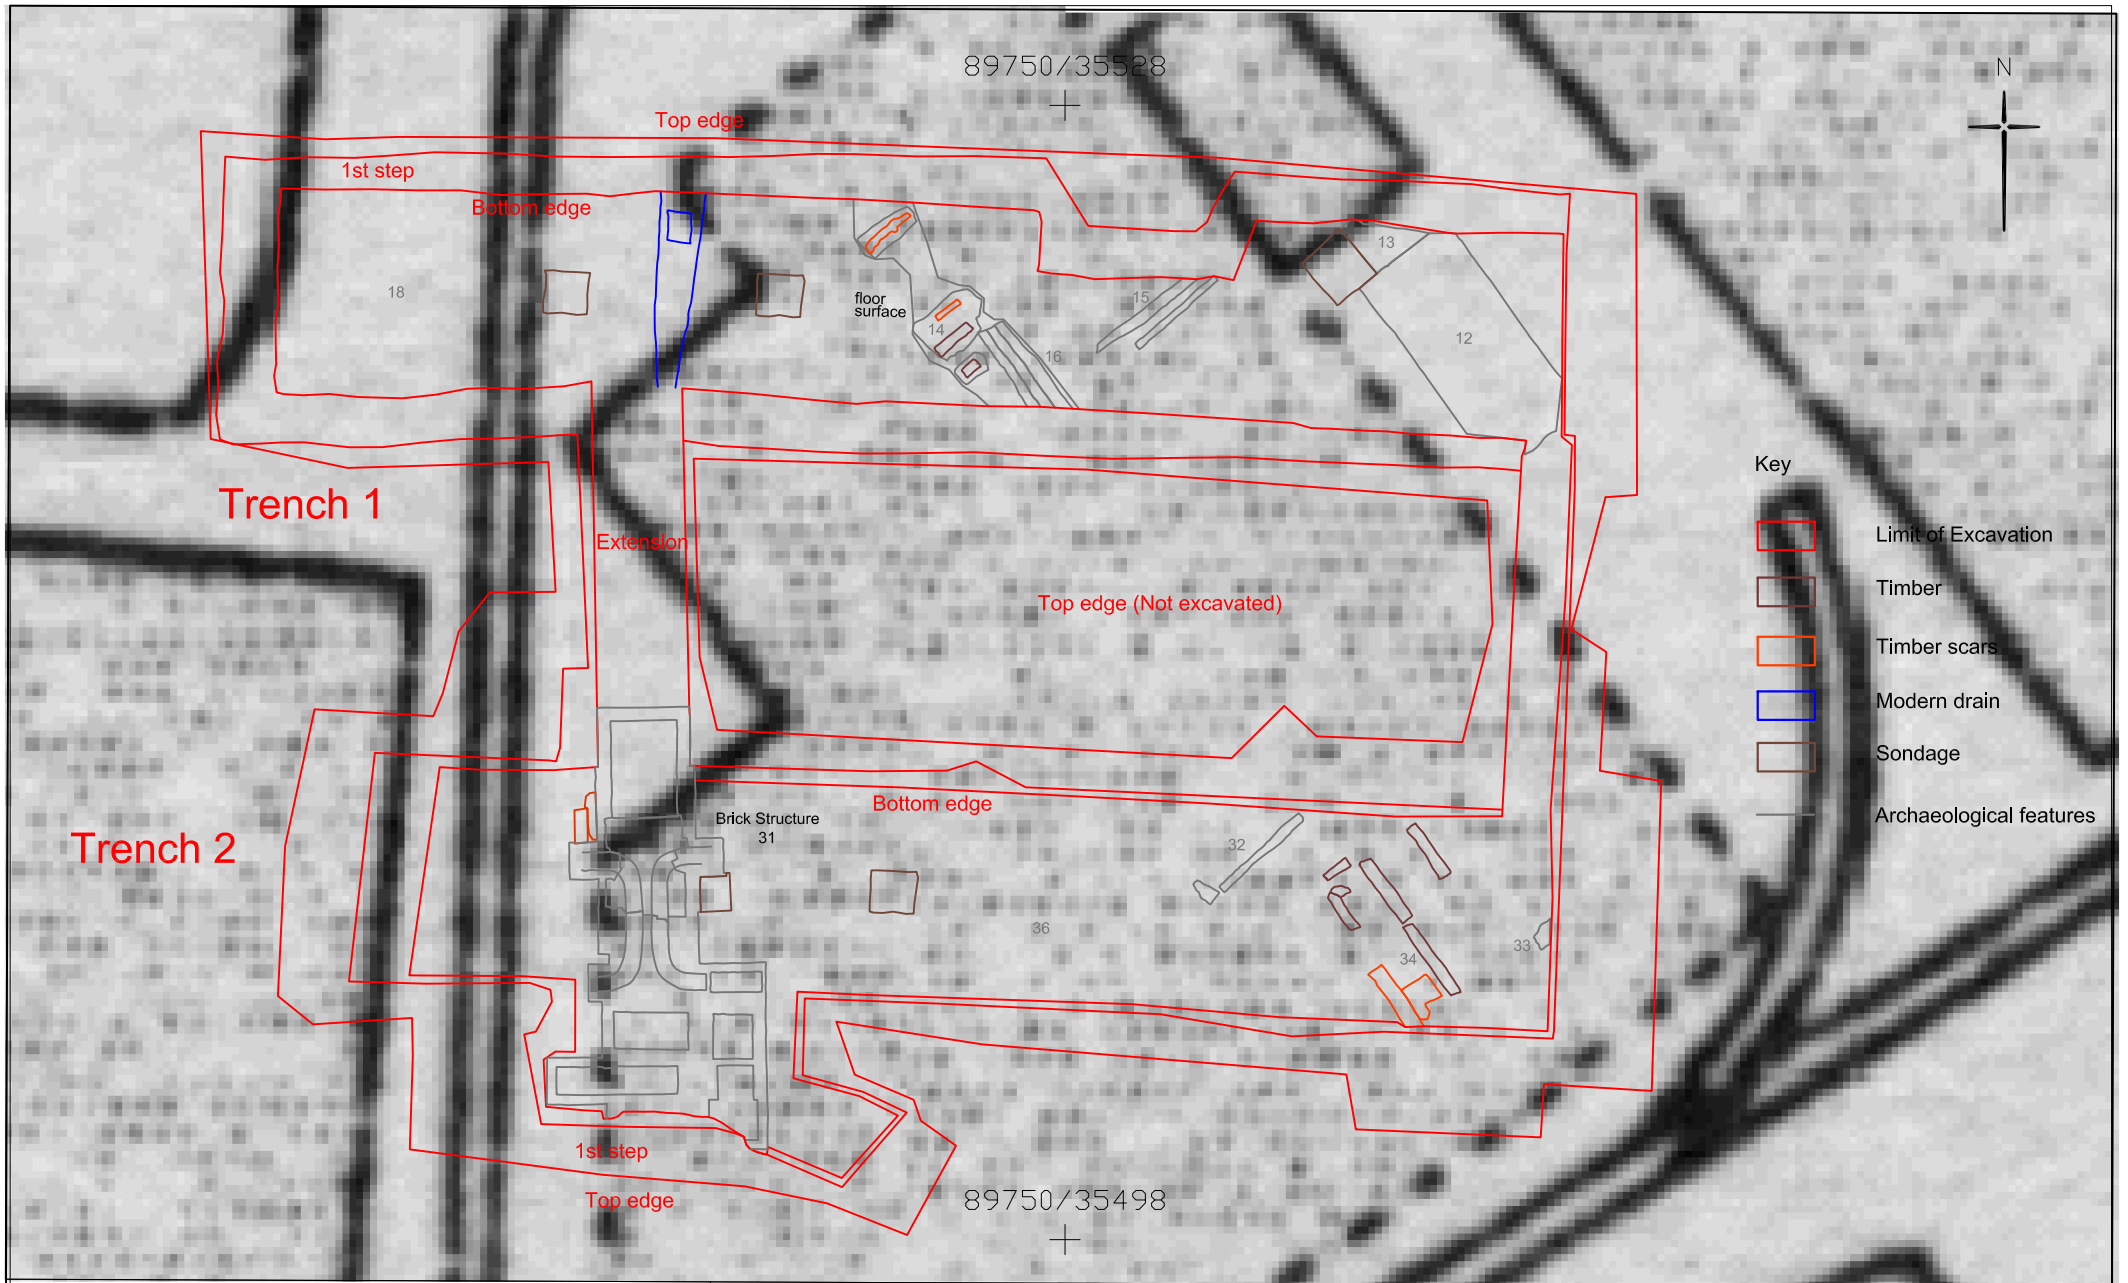 89750/35528
N
Top edge
1st step
Bottom edge
13
18
15
floor
surface
14
16
12
Key
Trench 1
Limit of Excavation
Extension
Timber
Top edge (Not excavated)
Timber scars
Modern drain
Sondage
Bottom edge
Archaeological features
Brick Structure
31
Trench 2
32
36
33
34
1st step
Top edge
89750/35498